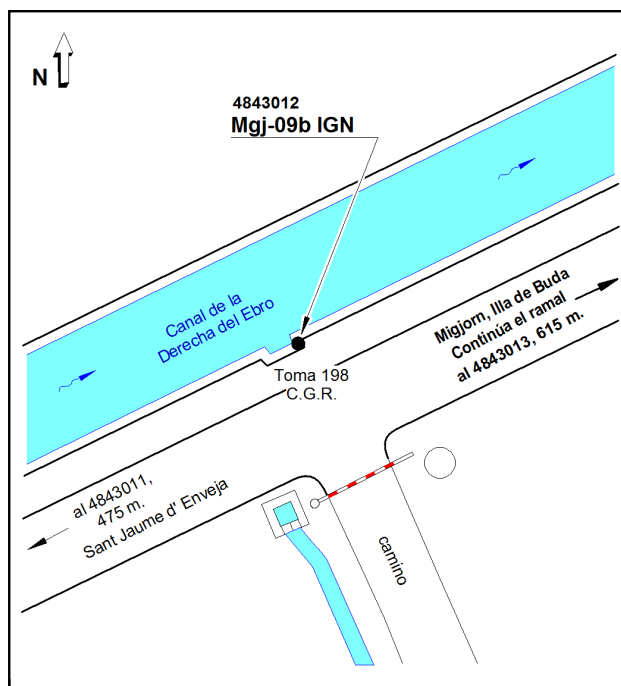 N
4843012
Mgj-09b IGN
Canal de la
Derecha del Ebro
Migjorn, Illa de Buda
Continúa el ramal
al 4843013, 615 m.
Toma 198
C.G.R.
al 4843011,
475 m.
Sant Jaume d' Enveja
camino